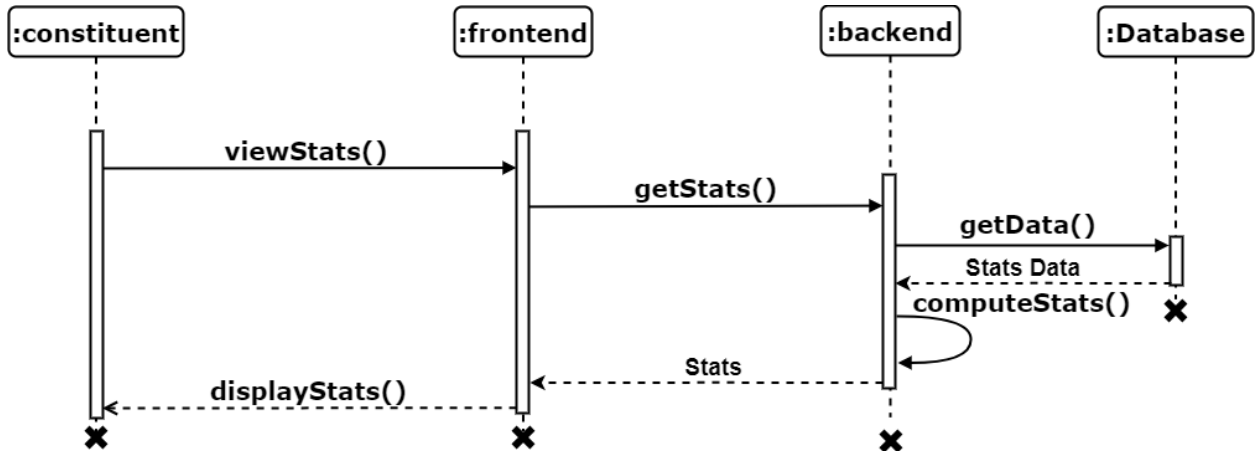 :constituent
:frontend
:backend
:Database
viewStats()
getStats()
getData()
Stats Data
computeStats()
Stats
displayStats()